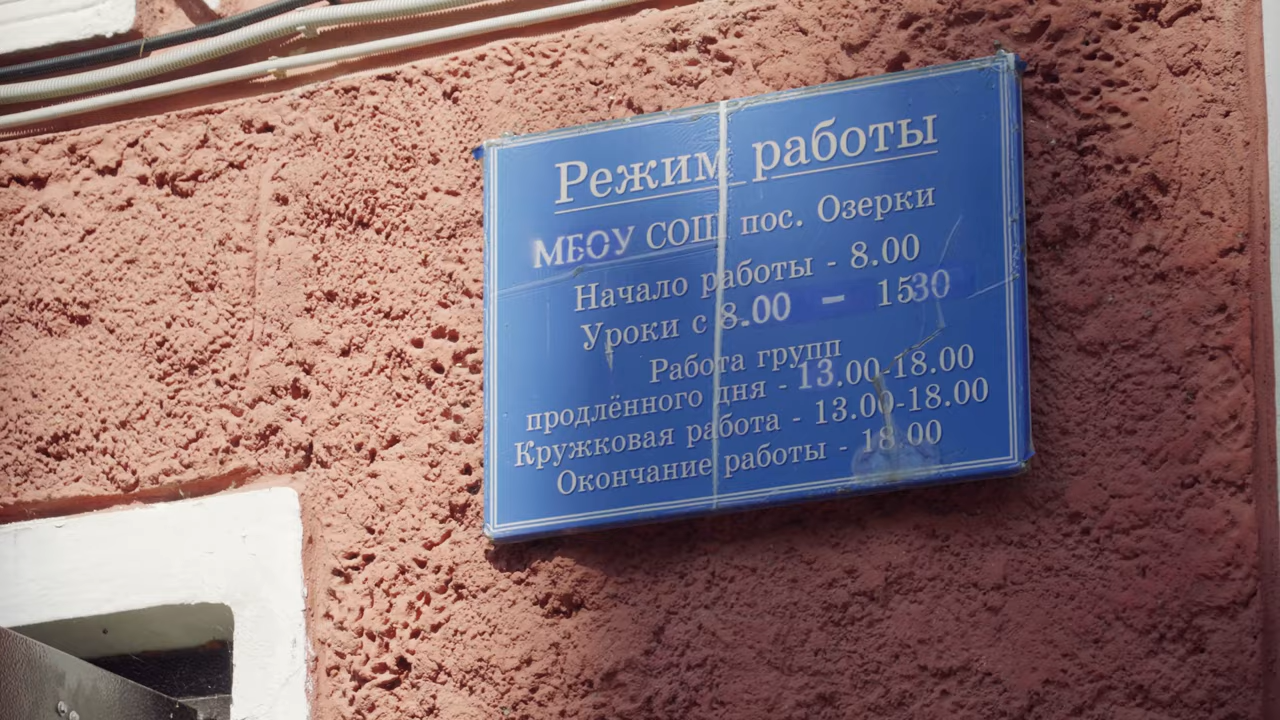 Режим работы
МБОУ СОШ пос. Озерки
Начало работы - 8.00
Уроки с 8.00 - 1530
Работа групп
продлённого дня - 13.00-18.00
Кружковая работа - 13.00-18.00
Окончание работы - 18.00